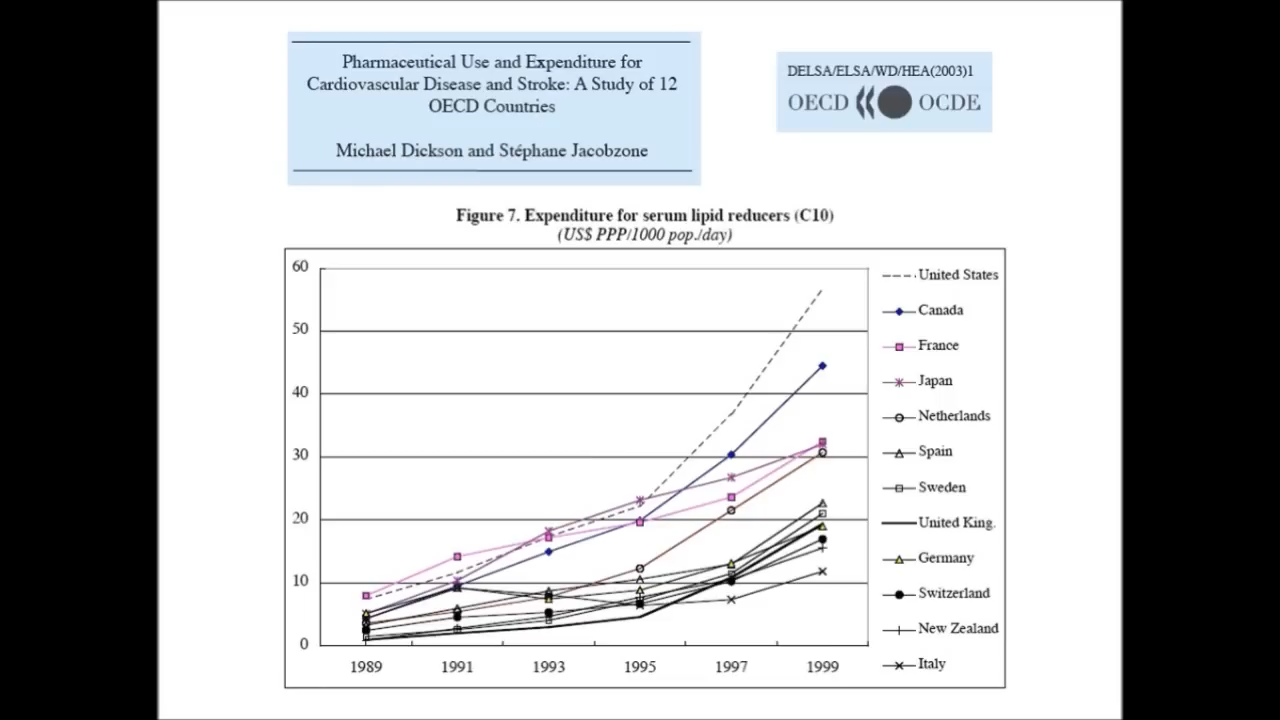 Pharmaceutical Use and Expenditure for
Cardiovascular Disease and Stroke: A Study of 12
OECD Countries
Michael Dickson and Stéphane Jacobzone
DELSA/ELSA/WD/HEA(2003)1
OECD OCDE
Figure 7. Expenditure for serum lipid reducers (C10)
(US$ PPP/1000 pop./day)
60
50
40
30
20
10
0
1989 1991 1993 1995 1997 1999
United States
Canada
France
Japan
Netherlands
Spain
Sweden
United King.
Germany
Switzerland
New Zealand
Italy